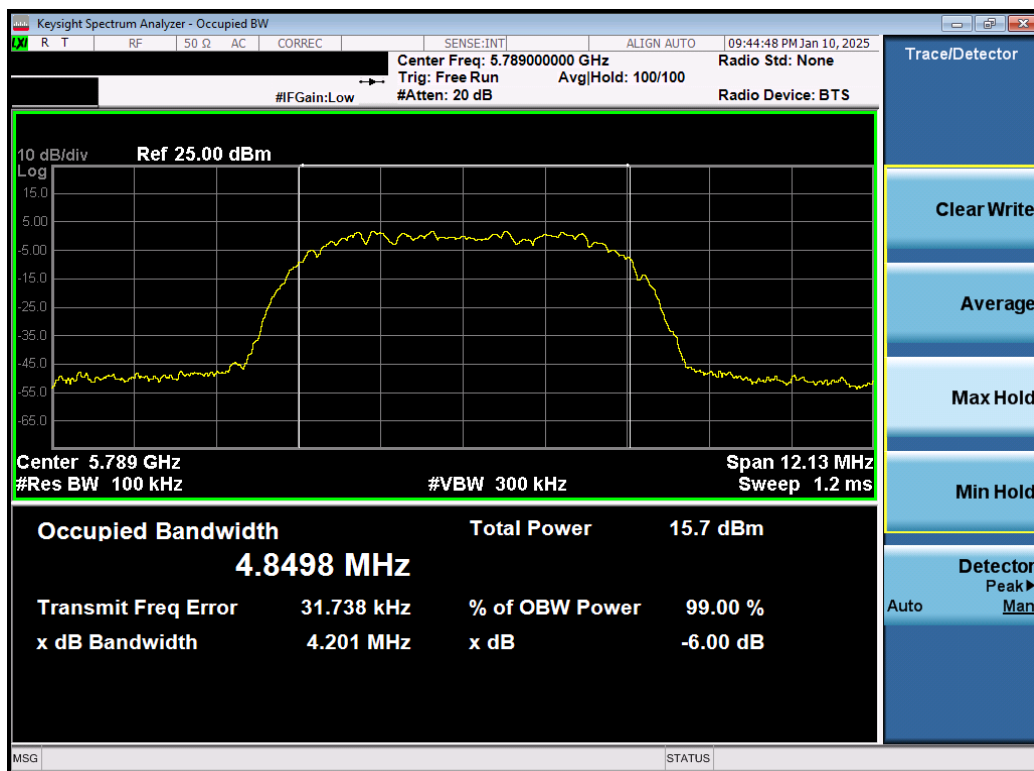 Keysight Spectrum Analyzer - Occupied BW
LXI R T RF 50 Ω AC CORREC SENSE:INT ALIGN AUTO 09:44:48 PM Jan 10, 2025
Center Freq: 5.789000000 GHz Radio Std: None
Trig: Free Run Avg|Hold: 100/100
#IFGain:Low #Atten: 20 dB Radio Device: BTS
Trace/Detector
10 dB/div Ref 25.00 dBm
Log
15.0
5.00
-5.00
-15.0
-25.0
-35.0
-45.0
-55.0
-65.0
Center 5.789 GHz Span 12.13 MHz
#Res BW 100 kHz #VBW 300 kHz Sweep 1.2 ms
Occupied Bandwidth Total Power 15.7 dBm
4.8498 MHz
Transmit Freq Error 31.738 kHz % of OBW Power 99.00 %
x dB Bandwidth 4.201 MHz x dB -6.00 dB
Clear Write
Average
Max Hold
Min Hold
Detector
Peak▶
Auto Man
MSG STATUS